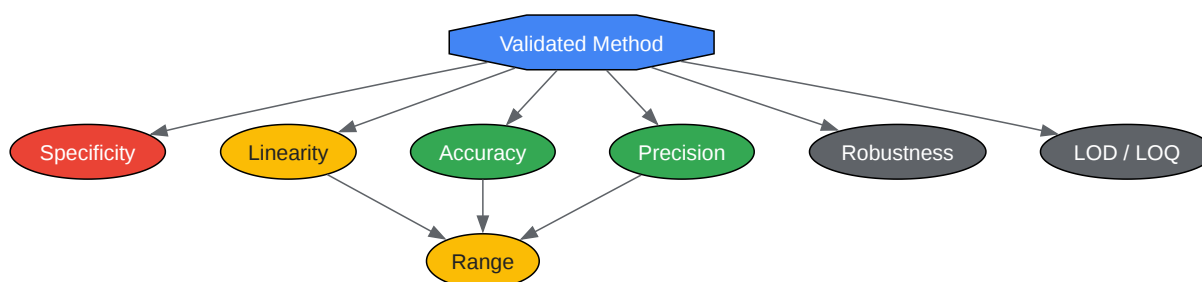 Validated Method
Specificity
Linearity
Accuracy
Precision
Robustness
LOD / LOQ
Range